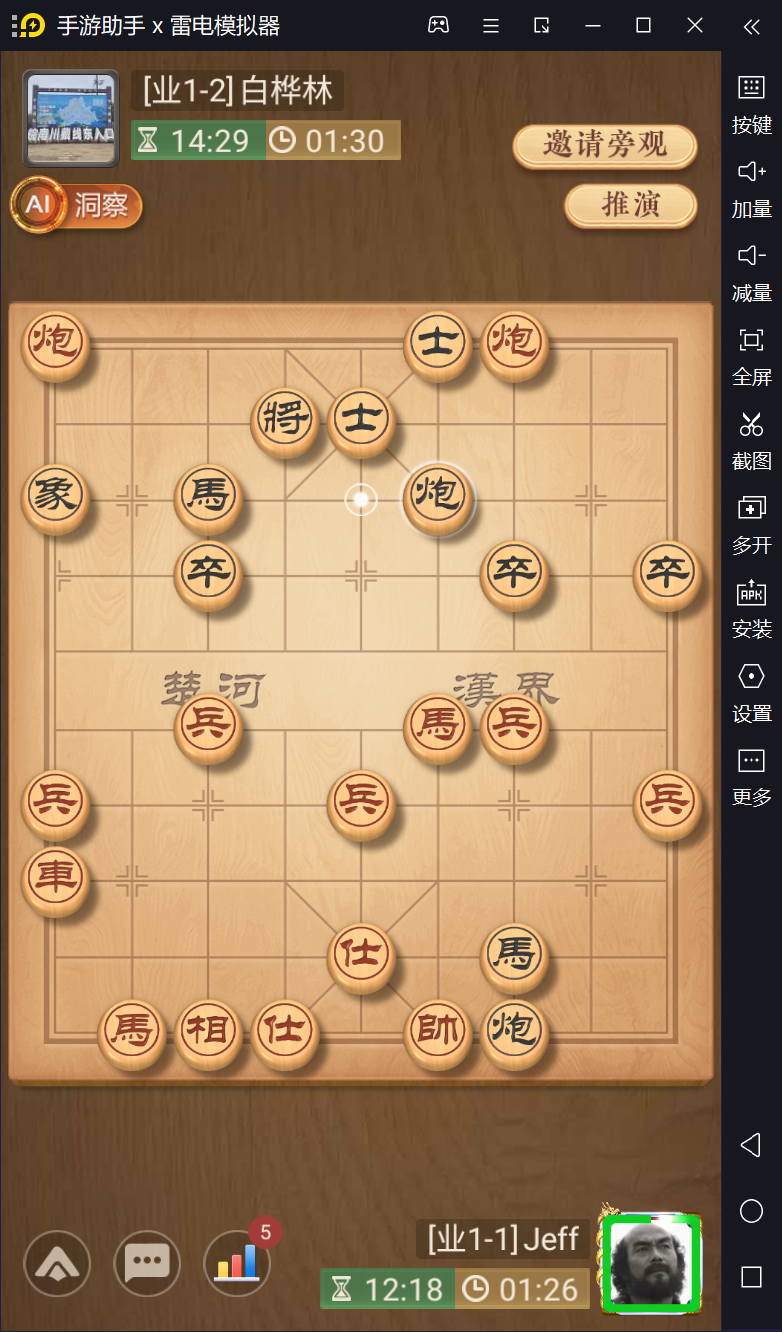 手游助手 x 雷电模拟器
[业1-2] 白桦林
14:29 01:30
邀请旁观
AI 洞察
推演
按键
加量
减量
全屏
截图
多开
APK
安装
设置
更多
炮 士 炮
將 士
象 馬 炮
卒 卒 卒
楚河 漢界
兵 馬 兵
兵 兵 兵
車
仕 馬
馬 相 仕 帥 炮
5
[业1-1] Jeff
12:18 01:26